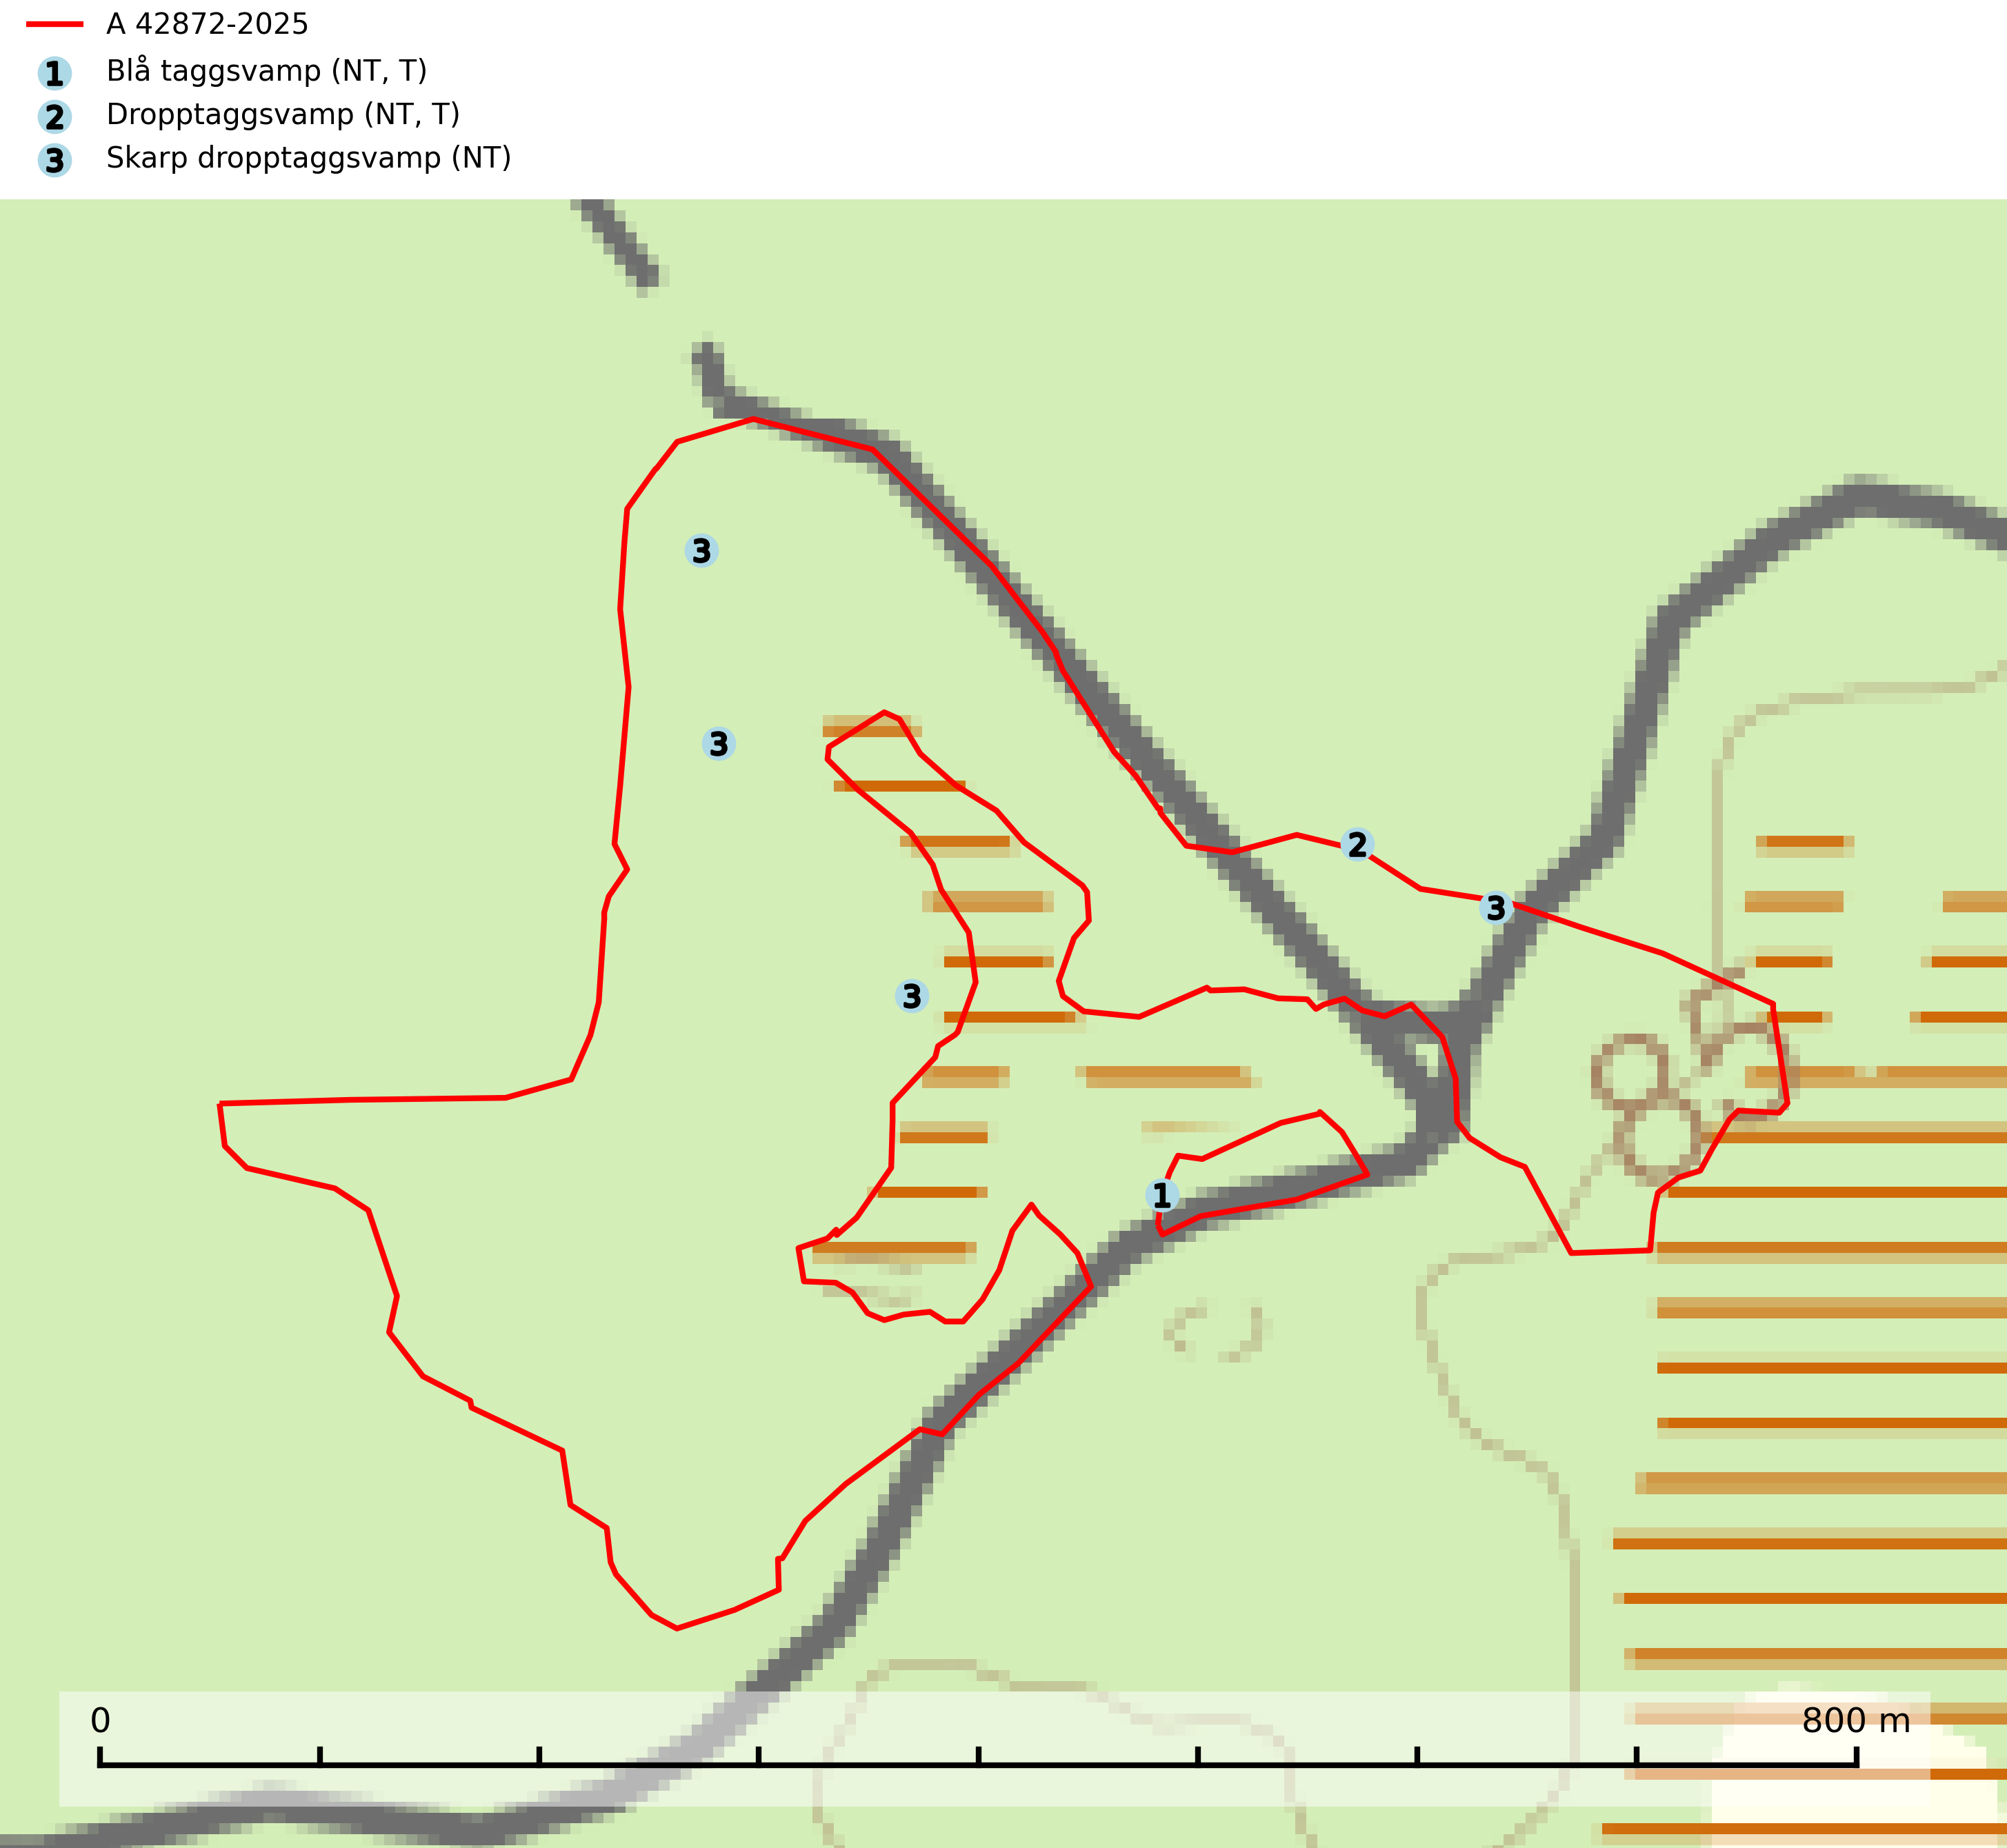 A 42872-2025
1 Blå taggsvamp (NT, T)
2 Dropptaggsvamp (NT, T)
3 Skarp dropptaggsvamp (NT)
3
3
2
3
3
1
0 800 m